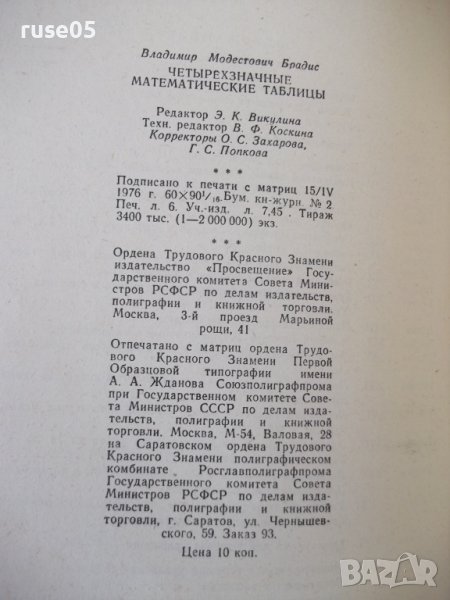 ruse05
Владимир Модестович Брадис
ЧЕТЫРЕХЗНАЧНЫЕ
МАТЕМАТИЧЕСКИЕ ТАБЛИЦЫ
Редактор Э. К. Викулина
Техн. редактор В. Ф. Коскина
Корректоры О. С. Захарова,
Г. С. Попкова
* * *
Подписано к печати с матриц 15/IV
1976 г. 60×90¹/₁₆. Бум. кн-журн. № 2
Печ. л. 6. Уч.-изд. л. 7,45. Тираж
3400 тыс. (1—2 000 000) экз.
* * *
Ордена Трудового Красного Знамени
издательство «Просвещение» Госу-
дарственного комитета Совета Мини-
стров РСФСР по делам издательств,
полиграфии и книжной торговли.
Москва, 3-й проезд Марьиной
рощи, 41
Отпечатано с матриц ордена Трудо-
вого Красного Знамени Первой
Образцовой типографии имени
А. А. Жданова Союзполиграфпрома
при Государственном комитете Сове-
та Министров СССР по делам изда-
тельств, полиграфии и книжной
торговли. Москва, М-54, Валовая, 28
на Саратовском ордена Трудового
Красного Знамени полиграфическом
комбинате Росглавполиграфпрома
Государственного комитета Совета
Министров РСФСР по делам изда-
тельств, полиграфии и книжной
торговли, г. Саратов, ул. Чернышев-
ского, 59. Заказ 93.
Цена 10 коп.
BAZAR
.bg